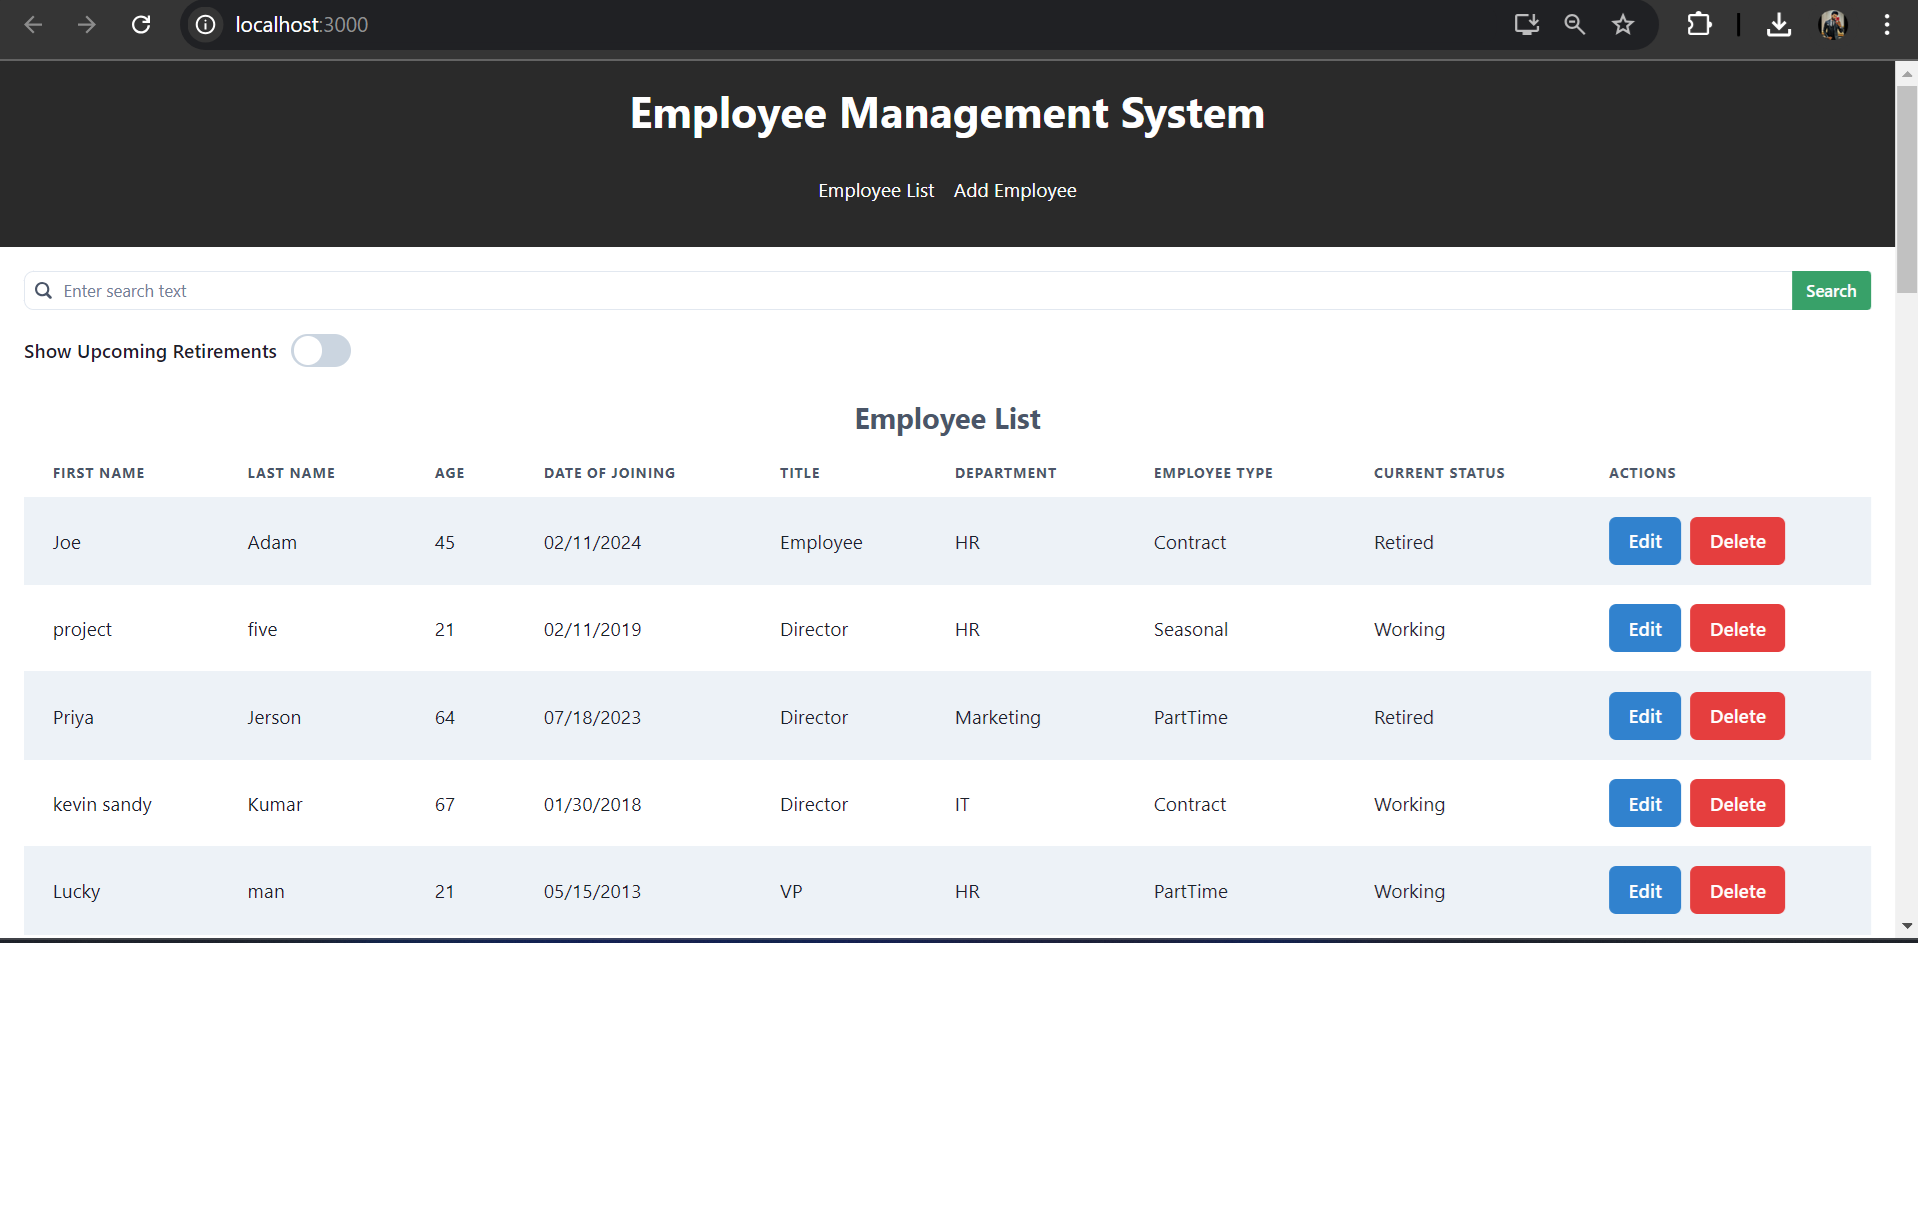 localhost:3000
Employee Management System
Employee List Add Employee
Enter search text Search
Show Upcoming Retirements
Employee List
FIRST NAME LAST NAME AGE DATE OF JOINING TITLE DEPARTMENT EMPLOYEE TYPE CURRENT STATUS ACTIONS
Joe Adam 45 02/11/2024 Employee HR Contract Retired Edit Delete
project five 21 02/11/2019 Director HR Seasonal Working Edit Delete
Priya Jerson 64 07/18/2023 Director Marketing PartTime Retired Edit Delete
kevin sandy Kumar 67 01/30/2018 Director IT Contract Working Edit Delete
Lucky man 21 05/15/2013 VP HR PartTime Working Edit Delete